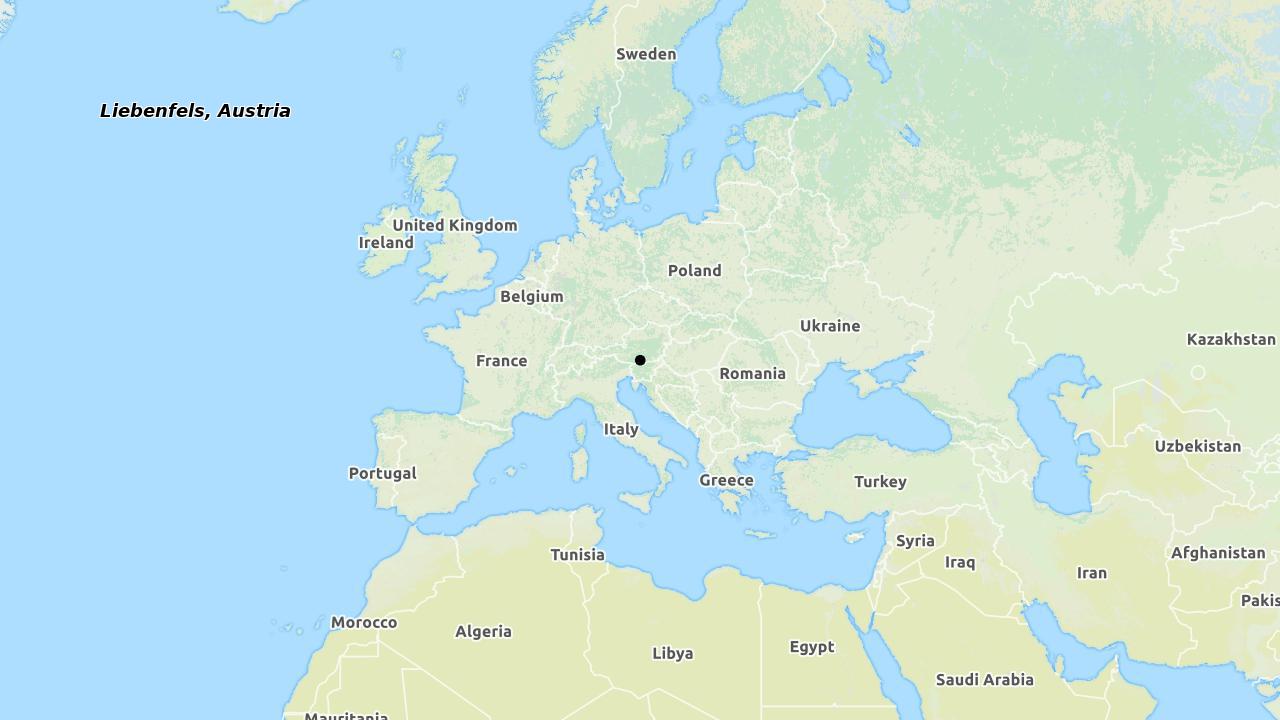 Sweden
Liebenfels, Austria
United Kingdom
Ireland
Poland
Belgium
Ukraine
Kazakhstan
France
Romania
Italy
Uzbekistan
Portugal
Greece
Turkey
Syria
Afghanistan
Tunisia
Iraq
Iran
Pakis
Morocco
Algeria
Egypt
Libya
Saudi Arabia
Mauritania